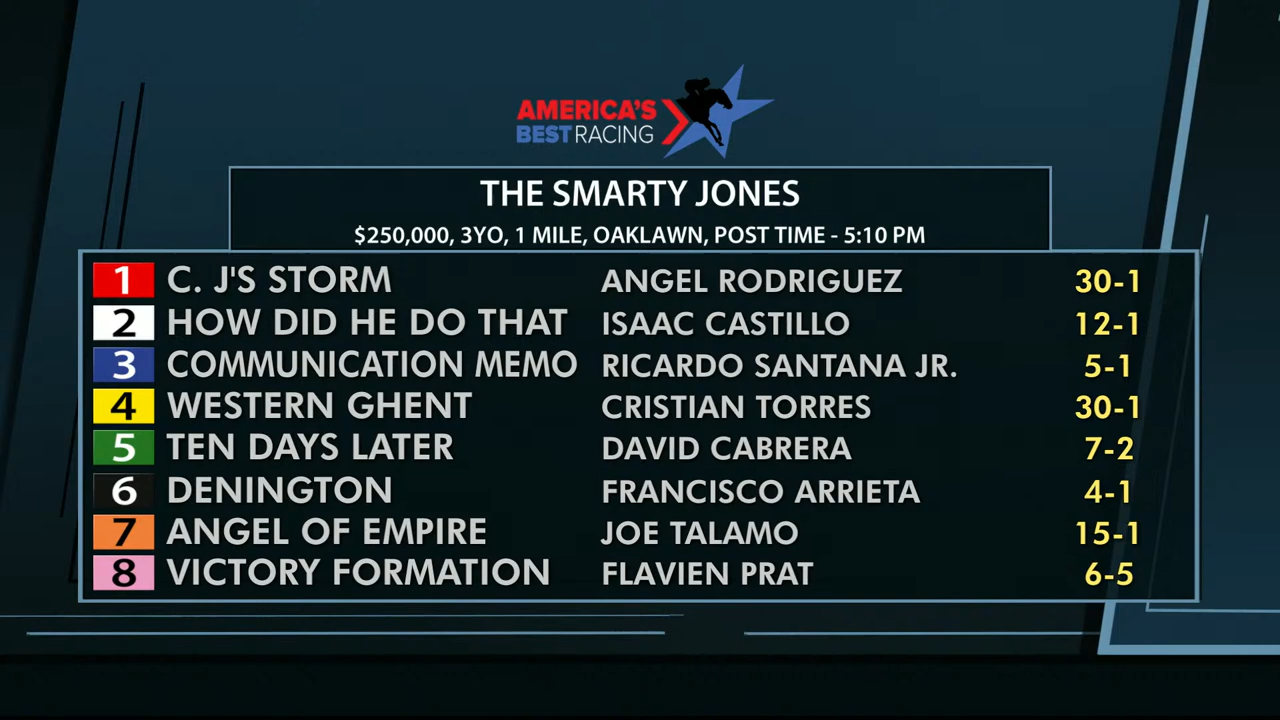 AMERICA'S
BEST RACING
THE SMARTY JONES
$250,000, 3YO, 1 MILE, OAKLAWN, POST TIME - 5:10 PM
1 C. J'S STORM ANGEL RODRIGUEZ 30-1
2 HOW DID HE DO THAT ISAAC CASTILLO 12-1
3 COMMUNICATION MEMO RICARDO SANTANA JR. 5-1
4 WESTERN GHENT CRISTIAN TORRES 30-1
5 TEN DAYS LATER DAVID CABRERA 7-2
6 DENINGTON FRANCISCO ARRIETA 4-1
7 ANGEL OF EMPIRE JOE TALAMO 15-1
8 VICTORY FORMATION FLAVIEN PRAT 6-5